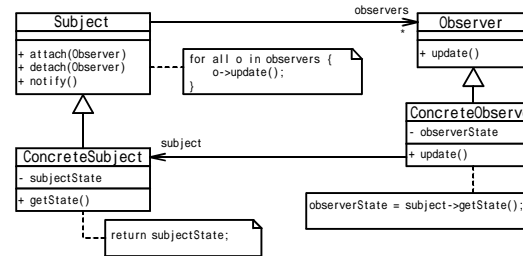 Subject
+ attach(Observer)
+ detach(Observer)
+ notify()
observers
*
Observer
+ update()
for all o in observers {
o->update();
}
ConcreteSubject
- subjectState
+ getState()
subject
ConcreteObserve
- observerState
+ update()
return subjectState;
observerState = subject->getState();